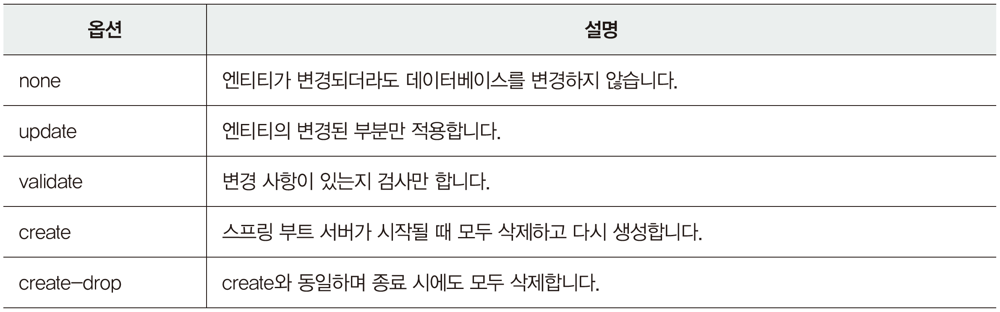 옵션 설명
none 엔티티가 변경되더라도 데이터베이스를 변경하지 않습니다.
update 엔티티의 변경된 부분만 적용합니다.
validate 변경 사항이 있는지 검사만 합니다.
create 스프링 부트 서버가 시작될 때 모두 삭제하고 다시 생성합니다.
create-drop create와 동일하며 종료 시에도 모두 삭제합니다.